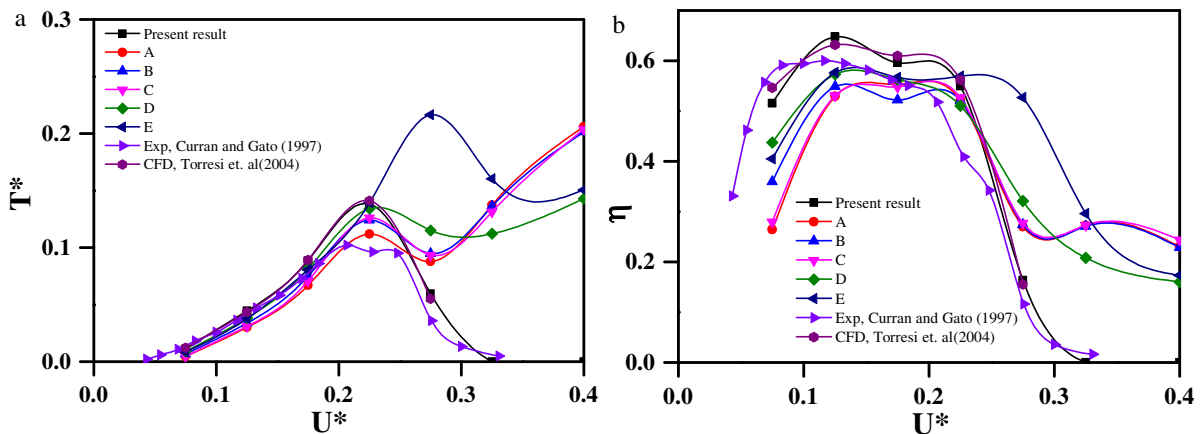 a
0.3
0.2
0.1
0.0
T*
Present result
A
B
C
D
E
Exp, Curran and Gato (1997)
CFD, Torresi et. al(2004)
0.0 0.1 0.2 0.3 0.4
U*
b
0.6
0.4
0.2
0.0
η
Present result
A
B
C
D
E
Exp, Curran and Gato (1997)
CFD, Torresi et. al(2004)
0.0 0.1 0.2 0.3 0.4
U*